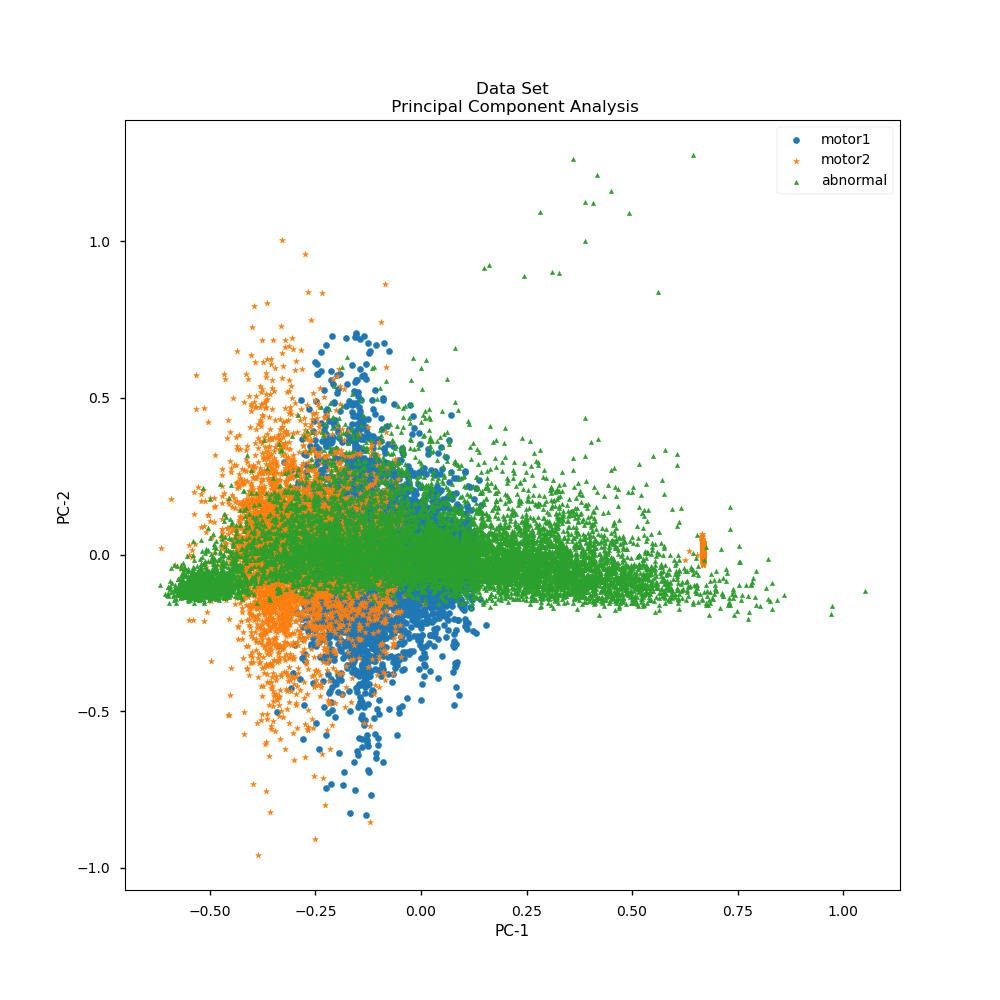 Data Set
Principal Component Analysis
motor1
motor2
abnormal
PC-2
1.0
0.5
0.0
−0.5
−1.0
−0.50
−0.25
0.00
0.25
0.50
0.75
1.00
PC-1